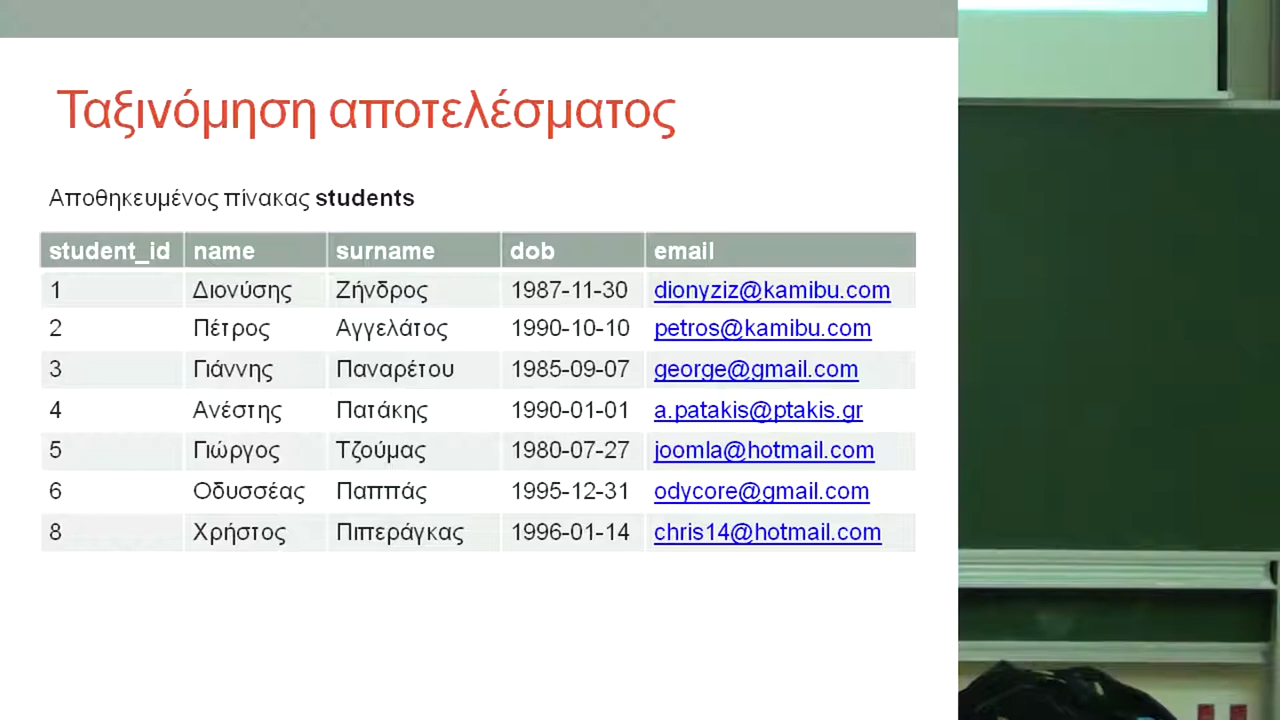 Ταξινόμηση αποτελέσματος
Αποθηκευμένος πίνακας students
student_id name surname dob email
1 Διονύσης Ζήνδρος 1987-11-30 dionyziz@kamibu.com
2 Πέτρος Αγγελάτος 1990-10-10 petros@kamibu.com
3 Γιάννης Παναρέτου 1985-09-07 george@gmail.com
4 Ανέστης Πατάκης 1990-01-01 a.patakis@ptakis.gr
5 Γιώργος Τζούμας 1980-07-27 joomla@hotmail.com
6 Οδυσσέας Παππάς 1995-12-31 odycore@gmail.com
8 Χρήστος Πιπεράγκας 1996-01-14 chris14@hotmail.com